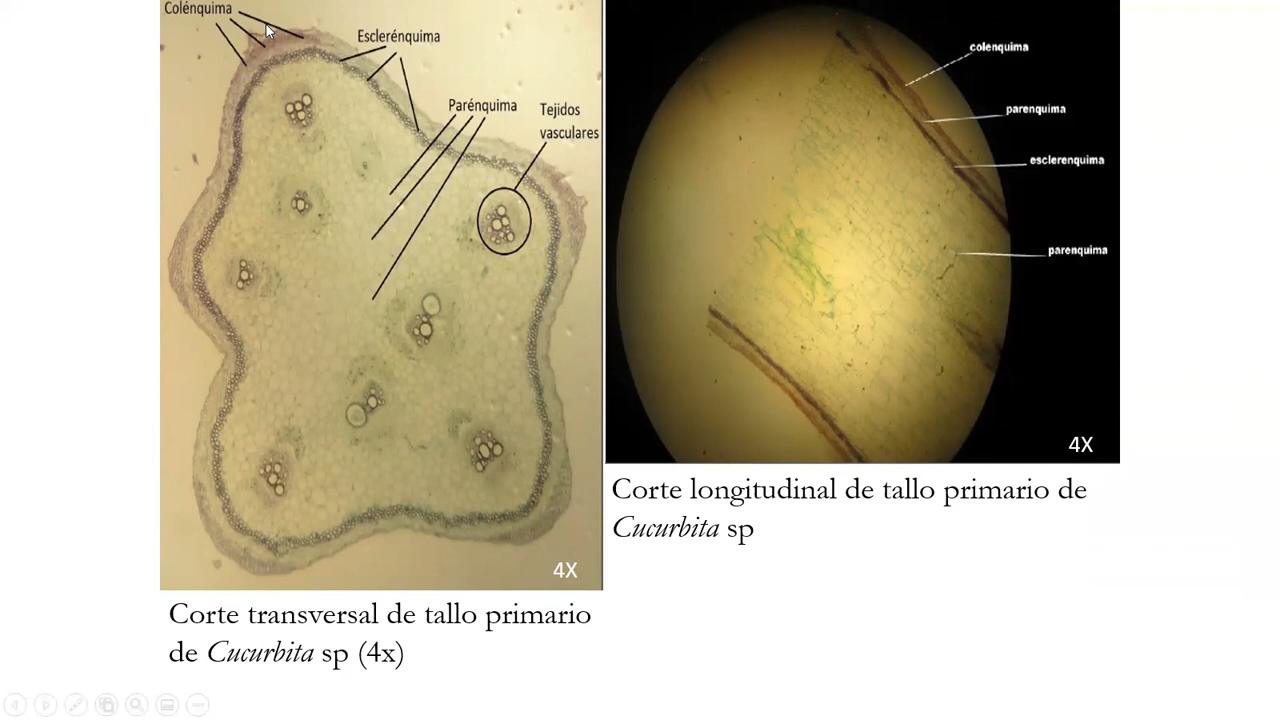 Colénquima
Esclerénquima
Parénquima
Tejidos
vasculares
4X
Corte transversal de tallo primario
de Cucurbita sp (4x)
colenquima
parenquima
esclerenquima
parenquima
4X
Corte longitudinal de tallo primario de
Cucurbita sp